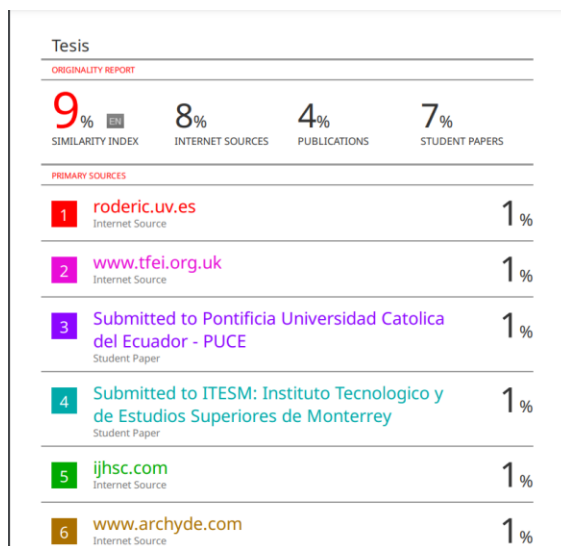 Tesis
ORIGINALITY REPORT
9% EN 8% 4% 7%
SIMILARITY INDEX INTERNET SOURCES PUBLICATIONS STUDENT PAPERS
PRIMARY SOURCES
1 roderic.uv.es 1%
Internet Source
2 www.tfei.org.uk 1%
Internet Source
3 Submitted to Pontificia Universidad Catolica 1%
del Ecuador - PUCE
Student Paper
4 Submitted to ITESM: Instituto Tecnologico y 1%
de Estudios Superiores de Monterrey
Student Paper
5 ijhsc.com 1%
Internet Source
6 www.archyde.com 1%
Internet Source